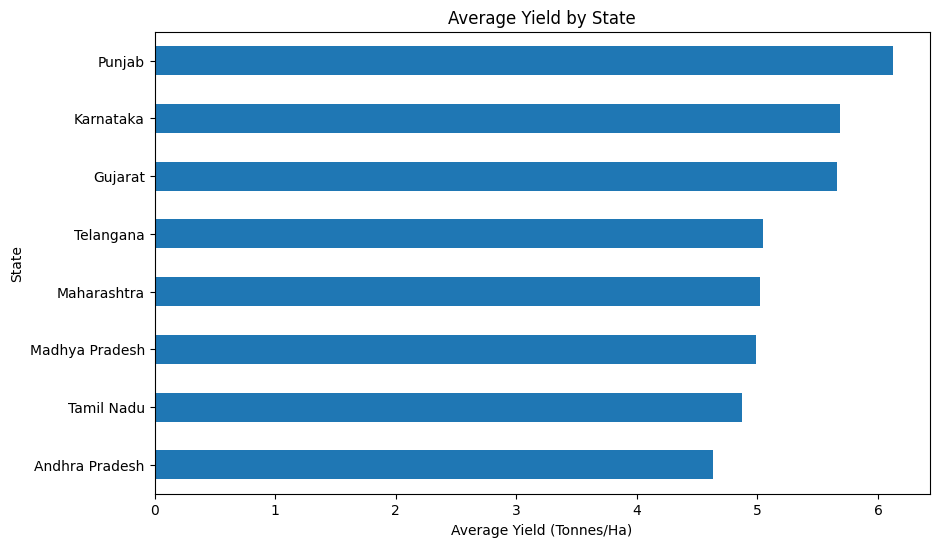 Average Yield by State
State
Punjab
Karnataka
Gujarat
Telangana
Maharashtra
Madhya Pradesh
Tamil Nadu
Andhra Pradesh
0 1 2 3 4 5 6
Average Yield (Tonnes/Ha)